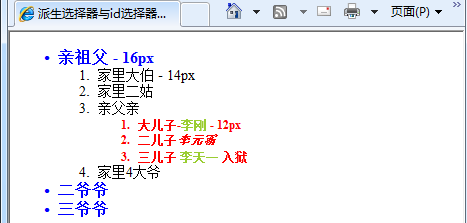 派生选择器与id选择器...
页面(P)
• 亲祖父 - 16px
1. 家里大伯 - 14px
2. 家里二姑
3. 亲父亲
1. 大儿子-李刚 - 12px
2. 二儿子 李元霸
3. 三儿子 李天一 入狱
4. 家里4大爷
• 二爷爷
• 三爷爷